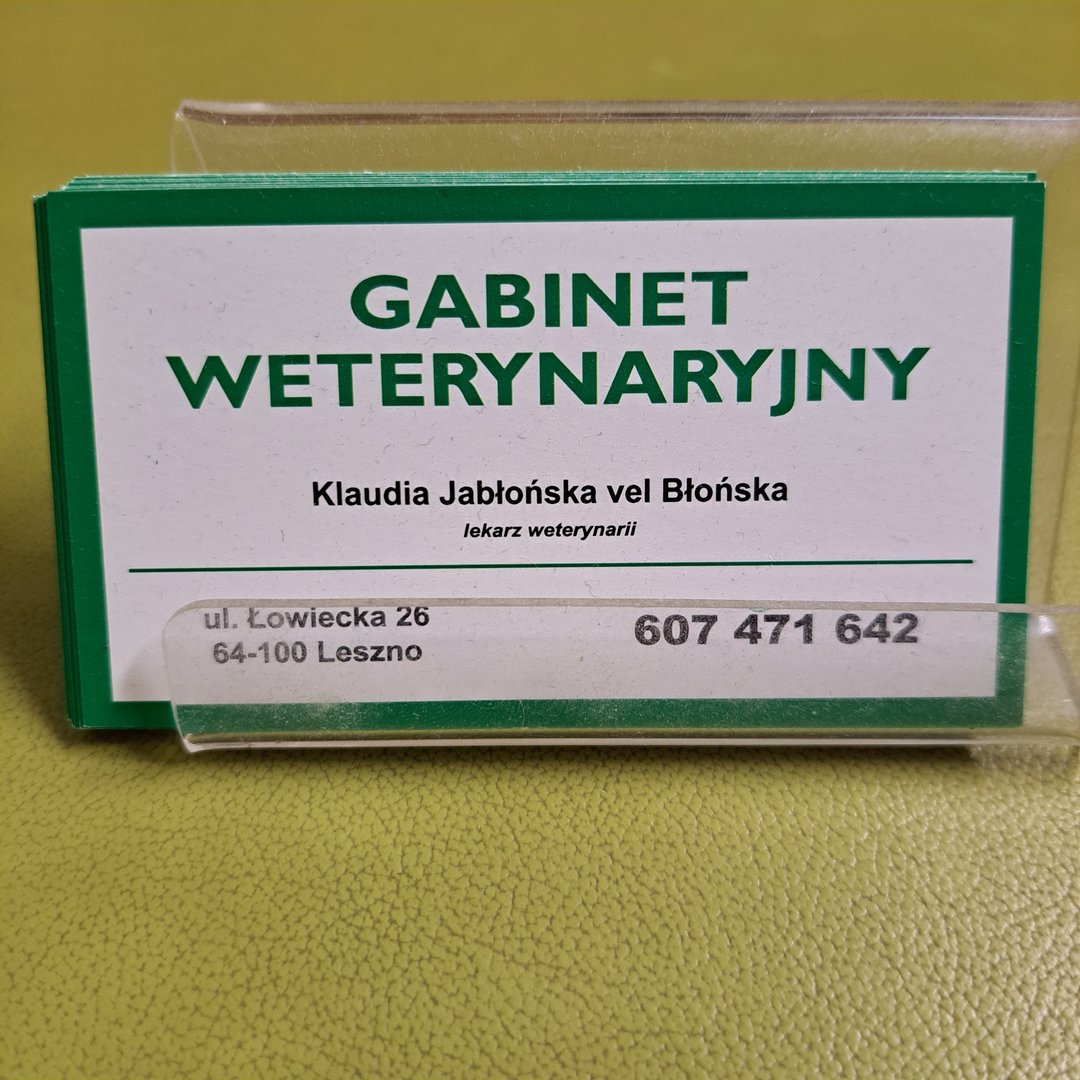 GABINET
WETERYNARYJNY
Klaudia Jabłońska vel Błońska
lekarz weterynarii
ul. Łowiecka 26
607 471 642
64-100 Leszno